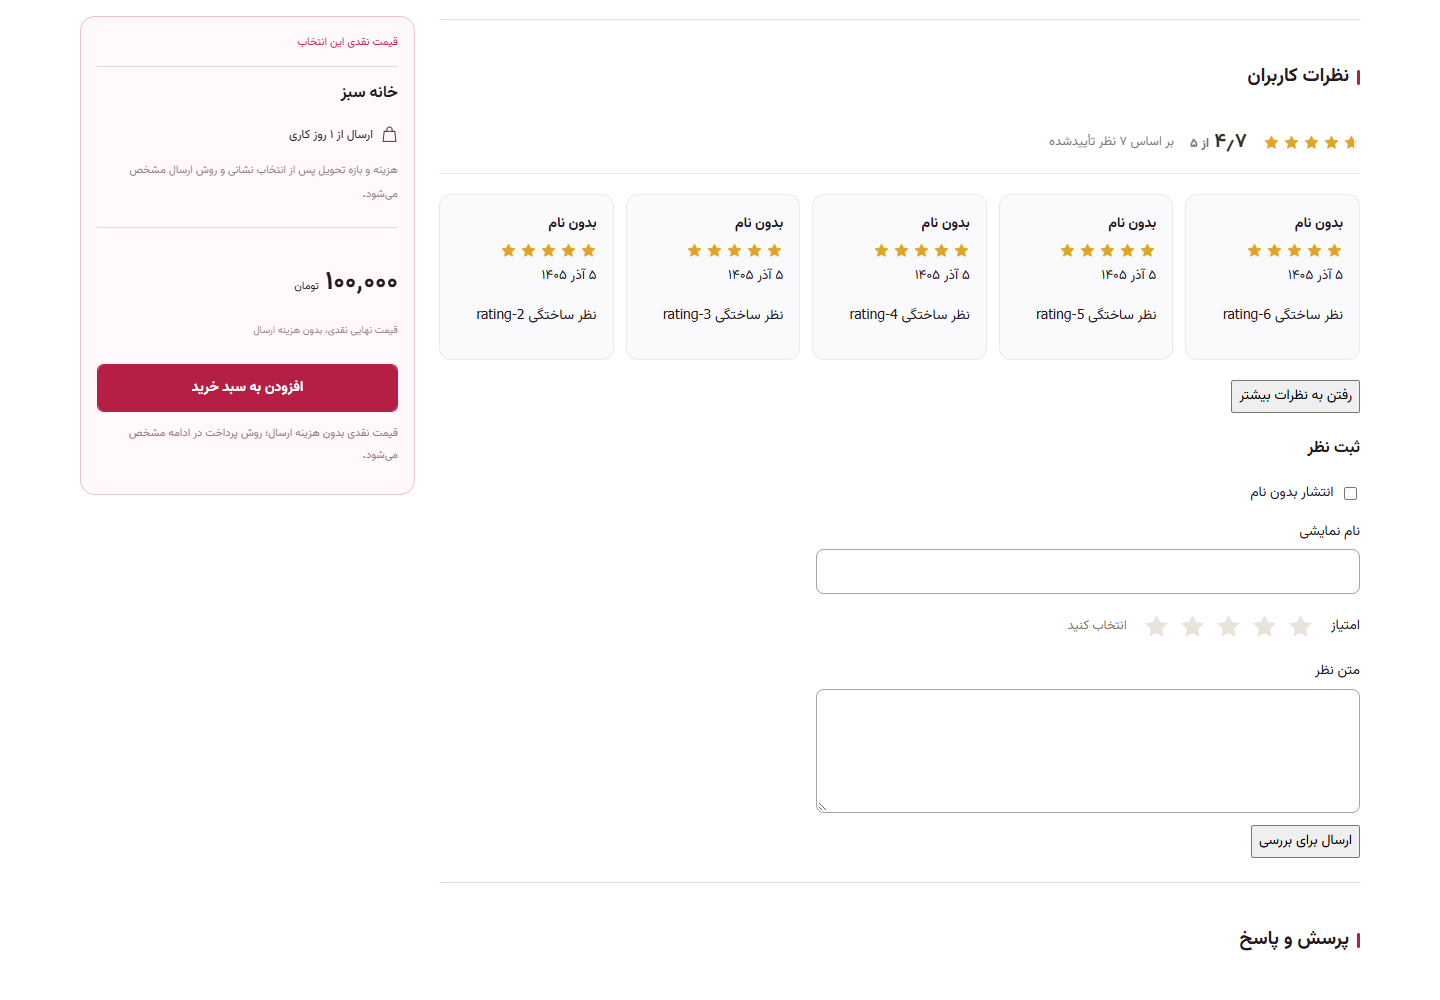 نظرات کاربران
۴٫۷ از ۵ بر اساس ۷ نظر تأییدشده
بدون نام
۵ آذر ۱۴۰۵
نظر ساختگی rating-6
بدون نام
۵ آذر ۱۴۰۵
نظر ساختگی rating-5
بدون نام
۵ آذر ۱۴۰۵
نظر ساختگی rating-4
بدون نام
۵ آذر ۱۴۰۵
نظر ساختگی rating-3
بدون نام
۵ آذر ۱۴۰۵
نظر ساختگی rating-2
رفتن به نظرات بیشتر
ثبت نظر
انتشار بدون نام
نام نمایشی
امتیاز
انتخاب کنید
متن نظر
ارسال برای بررسی
پرسش و پاسخ
قیمت نقدی این انتخاب
خانه سبز
ارسال از ۱ روز کاری
هزینه و بازه تحویل پس از انتخاب نشانی و روش ارسال مشخص
می‌شود.
۱۰۰,۰۰۰ تومان
قیمت نهایی نقدی، بدون هزینه ارسال
افزودن به سبد خرید
قیمت نقدی بدون هزینه ارسال؛ روش پرداخت در ادامه مشخص
می‌شود.